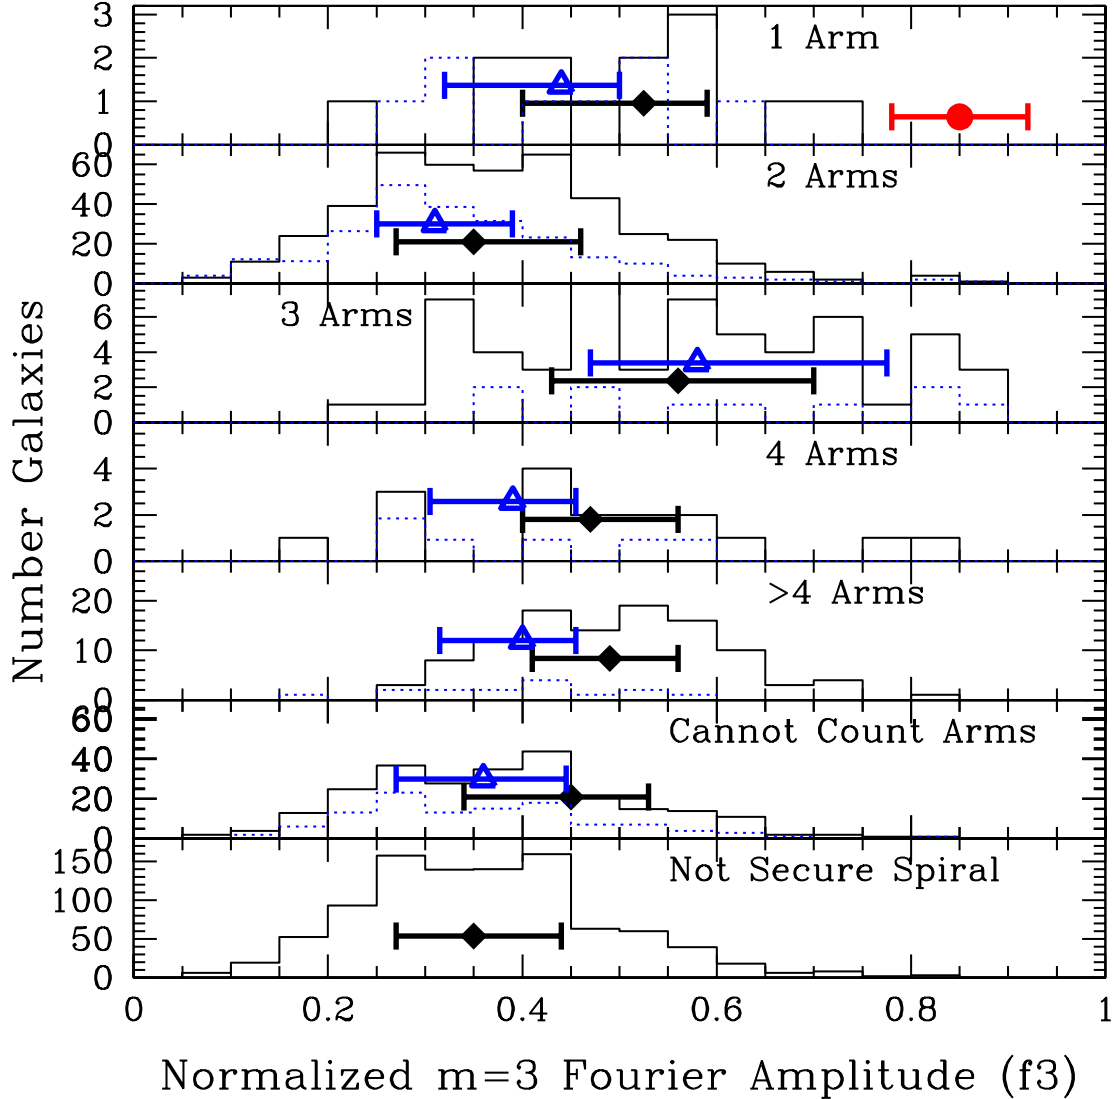 3
2
1
0
1 Arm
60
40
20
0
2 Arms
6
4
2
0
3 Arms
4
2
0
4 Arms
20
10
0
>4 Arms
60
40
20
0
Cannot Count Arms
150
100
50
0
Not Secure Spiral
0 0.2 0.4 0.6 0.8 1
Number Galaxies
Normalized m=3 Fourier Amplitude (f3)